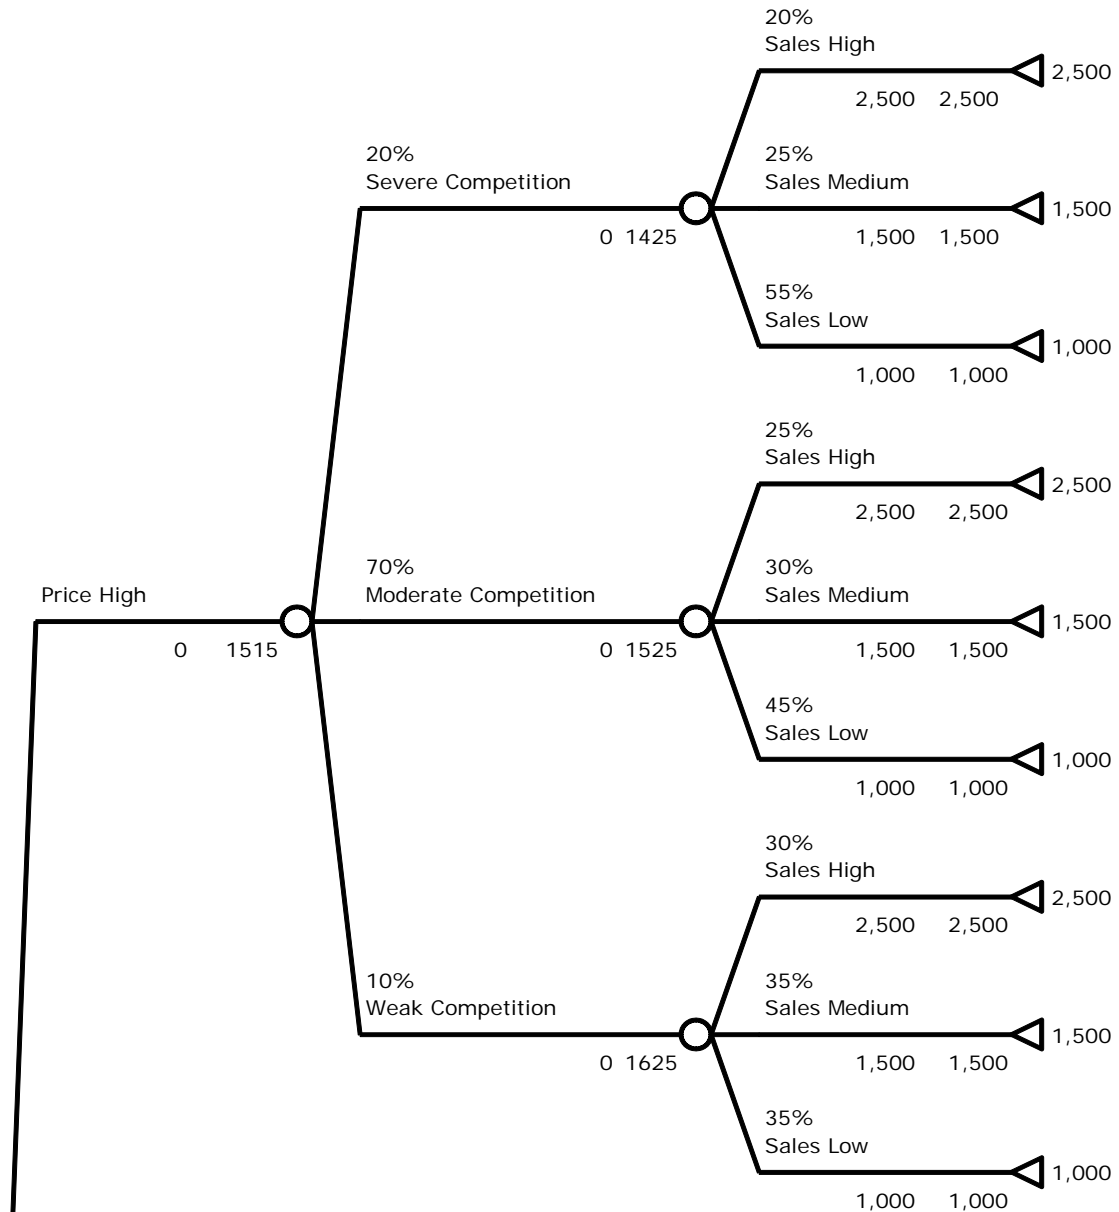 20%
Sales High
2,500
2,500 2,500
20%
Severe Competition
25%
Sales Medium
1,500
0 1425
1,500 1,500
55%
Sales Low
1,000
1,000 1,000
25%
Sales High
2,500
2,500 2,500
Price High
70%
Moderate Competition
30%
Sales Medium
1,500
0 1515
0 1525
1,500 1,500
45%
Sales Low
1,000
1,000 1,000
30%
Sales High
2,500
2,500 2,500
10%
Weak Competition
35%
Sales Medium
1,500
0 1625
1,500 1,500
35%
Sales Low
1,000
1,000 1,000